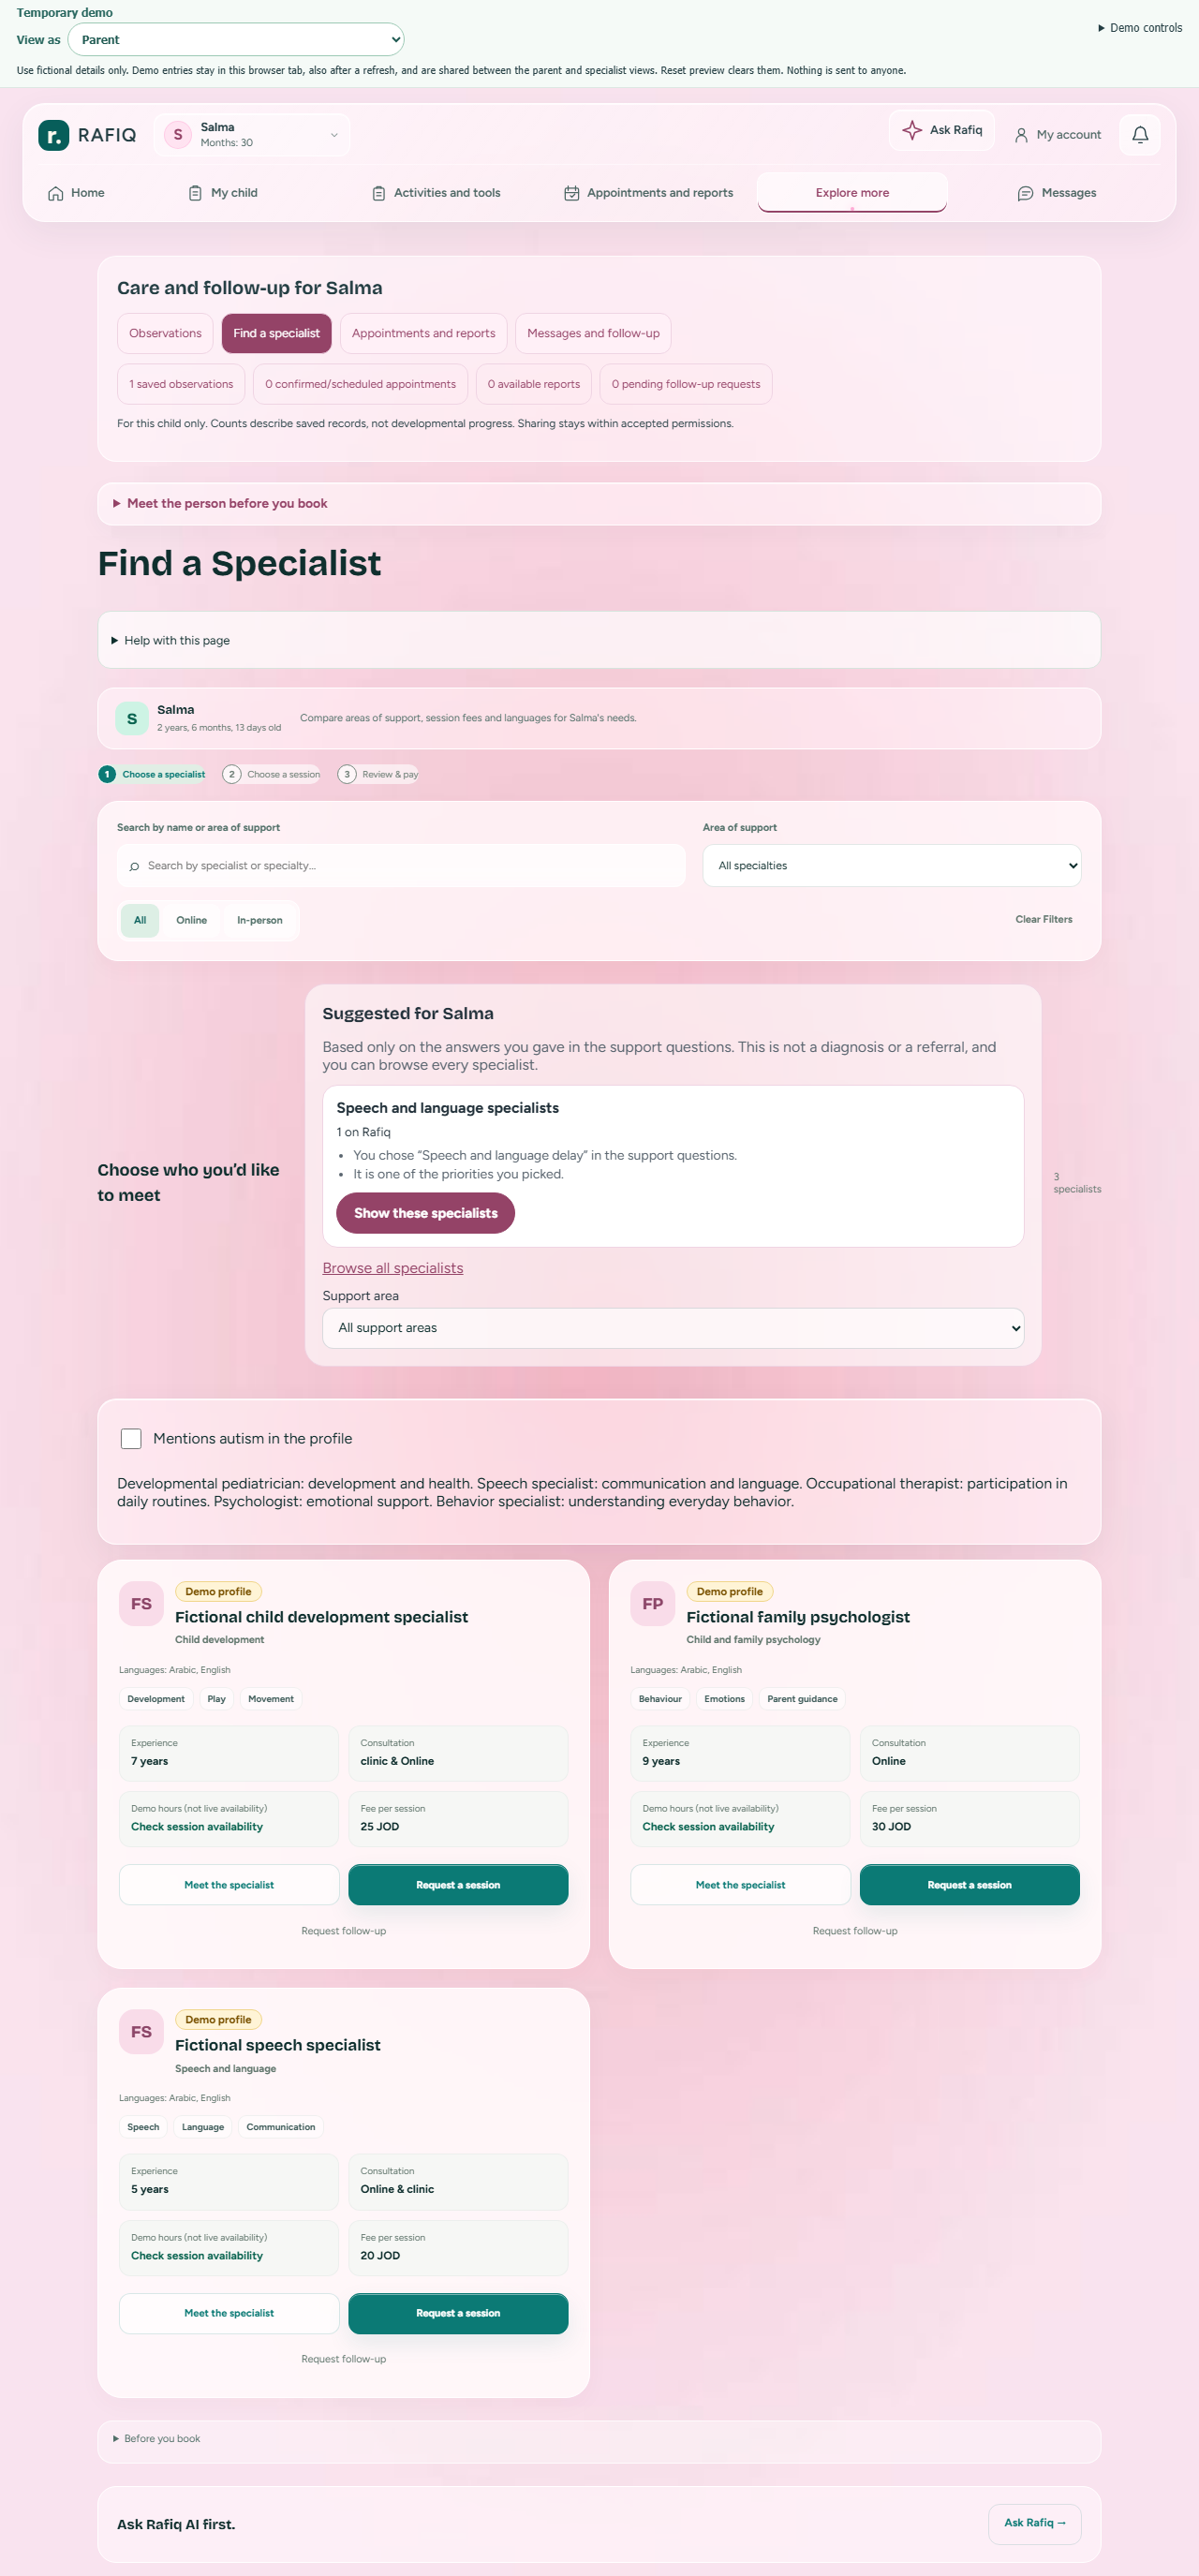 Temporary demo
View as Parent
Demo controls
Use fictional details only. Demo entries stay in this browser tab, also after a refresh, and are shared between the parent and specialist views. Reset preview clears them. Nothing is sent to anyone.
r. RAFIQ
S
Salma
Months: 30
Ask Rafiq
My account
Home
My child
Activities and tools
Appointments and reports
Explore more
Messages
Care and follow-up for Salma
Observations
Find a specialist
Appointments and reports
Messages and follow-up
1 saved observations
0 confirmed/scheduled appointments
0 available reports
0 pending follow-up requests
For this child only. Counts describe saved records, not developmental progress. Sharing stays within accepted permissions.
Meet the person before you book
Find a Specialist
Help with this page
S
Salma
2 years, 6 months, 13 days old
Compare areas of support, session fees and languages for Salma's needs.
1 Choose a specialist
2 Choose a session
3 Review & pay
Search by name or area of support
Area of support
Search by specialist or specialty...
All specialties
All
Online
In-person
Clear Filters
Choose who you'd like
to meet
Suggested for Salma
Based only on the answers you gave in the support questions. This is not a diagnosis or a referral, and
you can browse every specialist.
Speech and language specialists
1 on Rafiq
• You chose “Speech and language delay” in the support questions.
• It is one of the priorities you picked.
Show these specialists
Browse all specialists
Support area
All support areas
3
specialists
Mentions autism in the profile
Developmental pediatrician: development and health. Speech specialist: communication and language. Occupational therapist: participation in
daily routines. Psychologist: emotional support. Behavior specialist: understanding everyday behavior.
FS
Demo profile
Fictional child development specialist
Child development
Languages: Arabic, English
Development
Play
Movement
Experience
7 years
Consultation
clinic & Online
Demo hours (not live availability)
Check session availability
Fee per session
25 JOD
Meet the specialist
Request a session
Request follow-up
FP
Demo profile
Fictional family psychologist
Child and family psychology
Languages: Arabic, English
Behaviour
Emotions
Parent guidance
Experience
9 years
Consultation
Online
Demo hours (not live availability)
Check session availability
Fee per session
30 JOD
Meet the specialist
Request a session
Request follow-up
FS
Demo profile
Fictional speech specialist
Speech and language
Languages: Arabic, English
Speech
Language
Communication
Experience
5 years
Consultation
Online & clinic
Demo hours (not live availability)
Check session availability
Fee per session
20 JOD
Meet the specialist
Request a session
Request follow-up
Before you book
Ask Rafiq AI first.
Ask Rafiq →